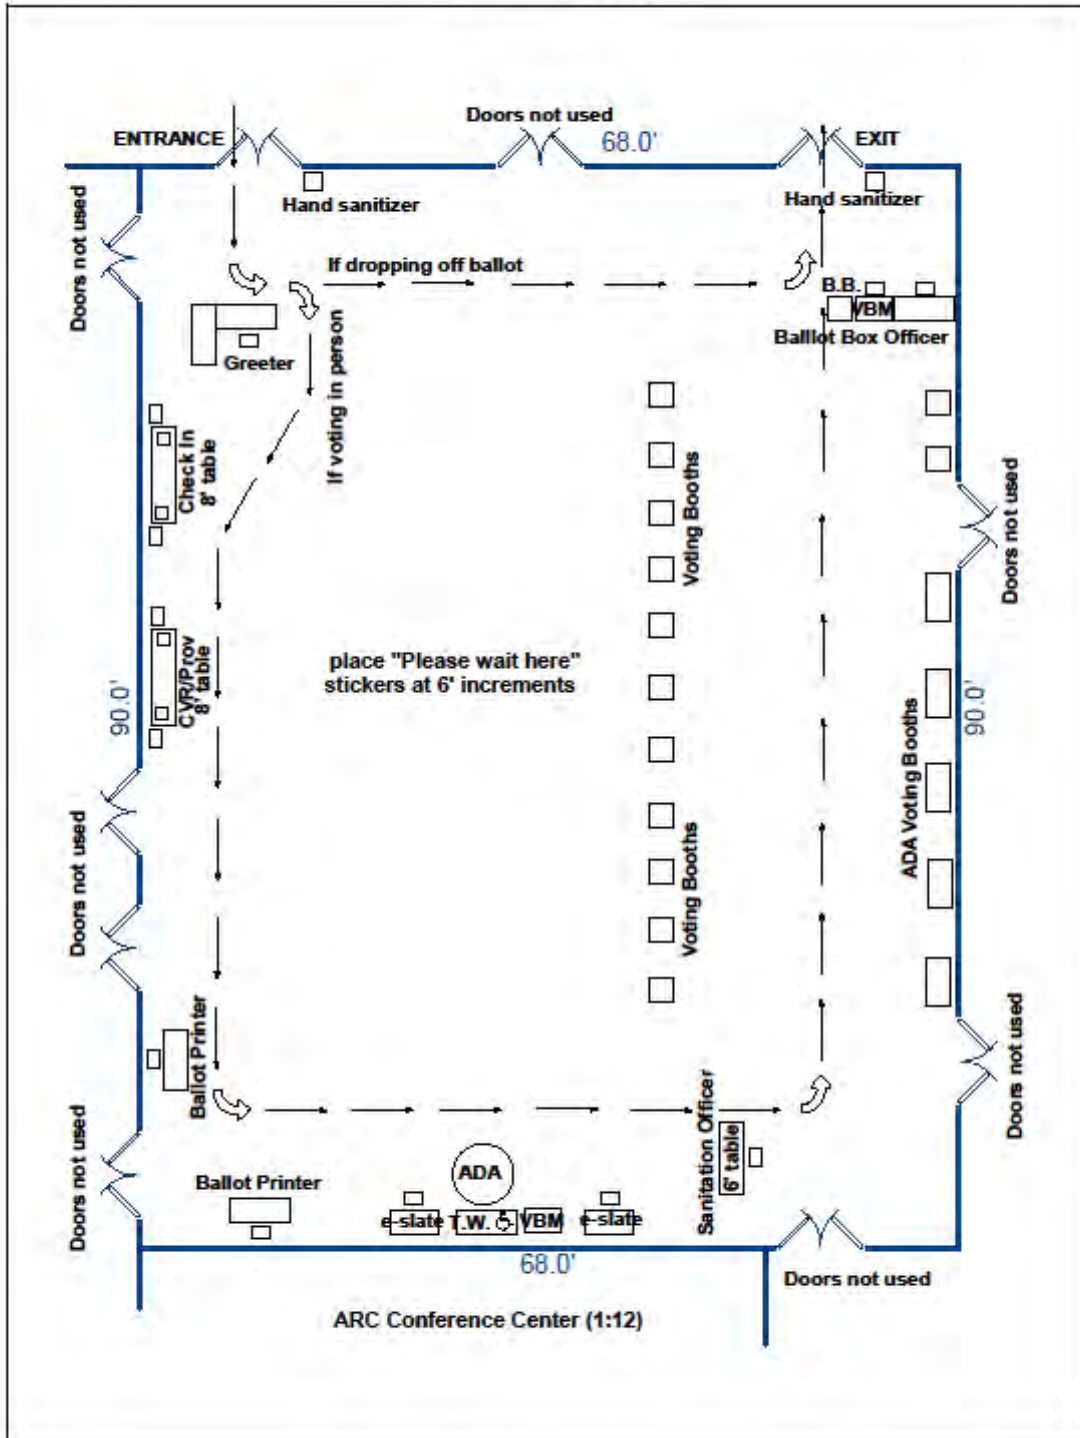 Doors not used
ENTRANCE
68.0'
EXIT
Hand sanitizer
Hand sanitizer
Doors not used
If dropping off ballot
B.B.
VBM
Balllot Box Officer
Greeter
If voting in person
Check In
8' table
Voting Booths
Doors not used
CVR/Prov
8' table
place "Please wait here"
stickers at 6' increments
90.0'
90.0'
ADA Voting Booths
Doors not used
Voting Booths
Ballot Printer
Doors not used
Doors not used
Sanitation Officer
6' table
ADA
Ballot Printer
e-slate
T.W.
VBM
e-slate
68.0'
Doors not used
ARC Conference Center (1:12)